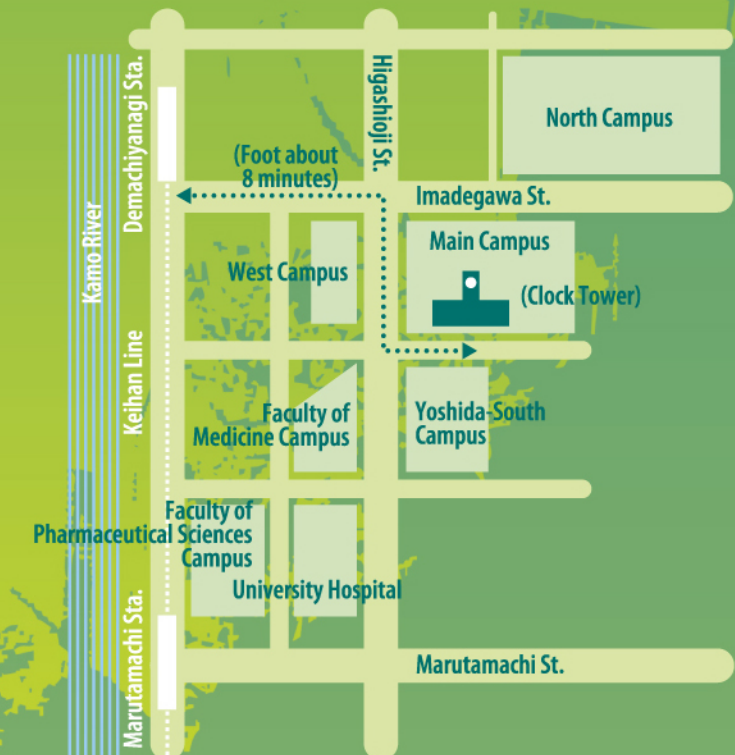 Demachiyanagi Sta.
Higashioji St.
North Campus
(Foot about
8 minutes)
Imadegawa St.
Kamo River
West Campus
Main Campus
(Clock Tower)
Keihan Line
Faculty of
Medicine Campus
Yoshida-South
Campus
Faculty of
Pharmaceutical Sciences
Campus
University Hospital
Marutamachi Sta.
Marutamachi St.